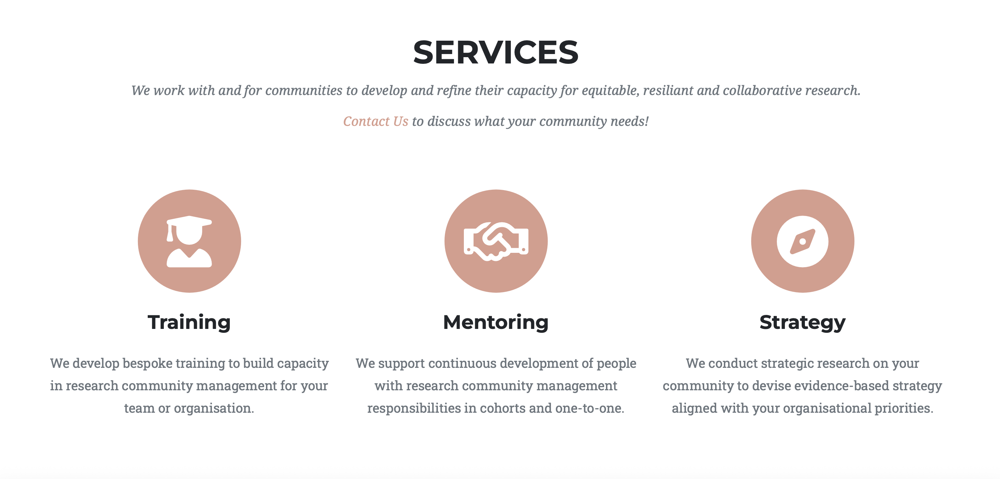 SERVICES
We work with and for communities to develop and refine their capacity for equitable, resiliant and collaborative research.
Contact Us to discuss what your community needs!
Training
We develop bespoke training to build capacity
in research community management for your
team or organisation.
Mentoring
We support continuous development of people
with research community management
responsibilities in cohorts and one-to-one.
Strategy
We conduct strategic research on your
community to devise evidence-based strategy
aligned with your organisational priorities.